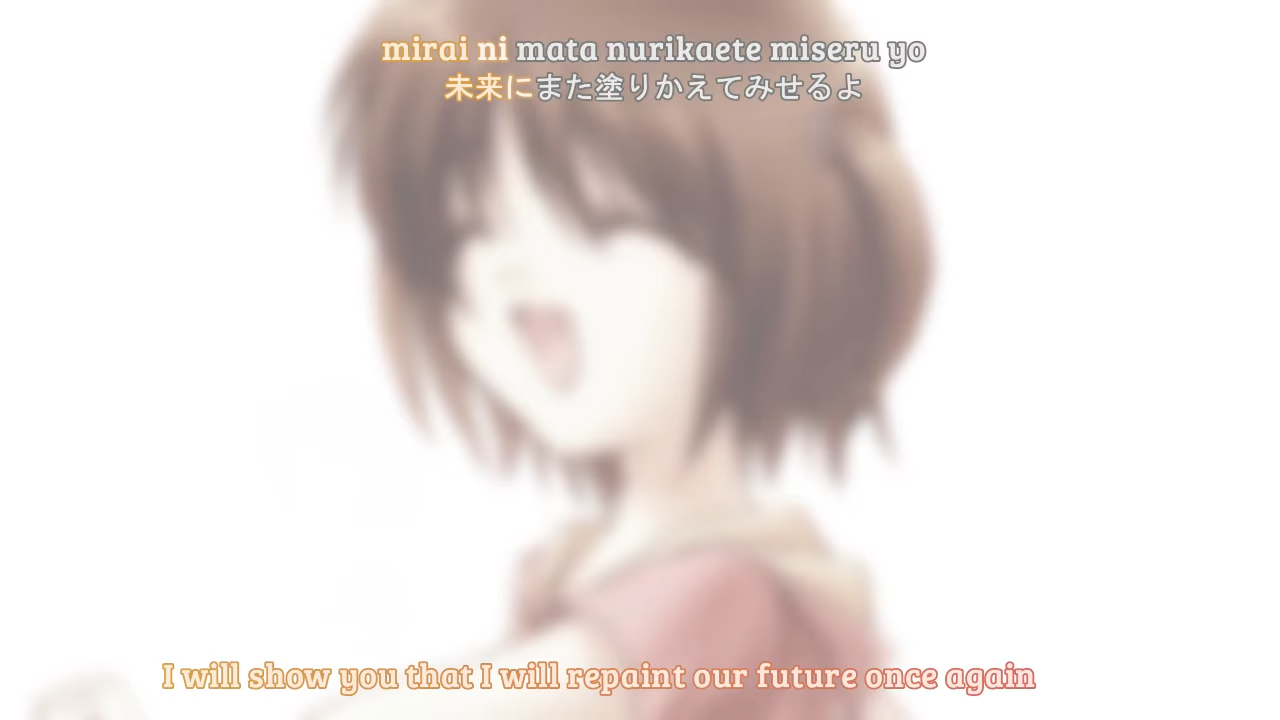 mirai ni mata nurikaete miseru yo
未来にまた塗りかえてみせるよ
I will show you that I will repaint our future once again